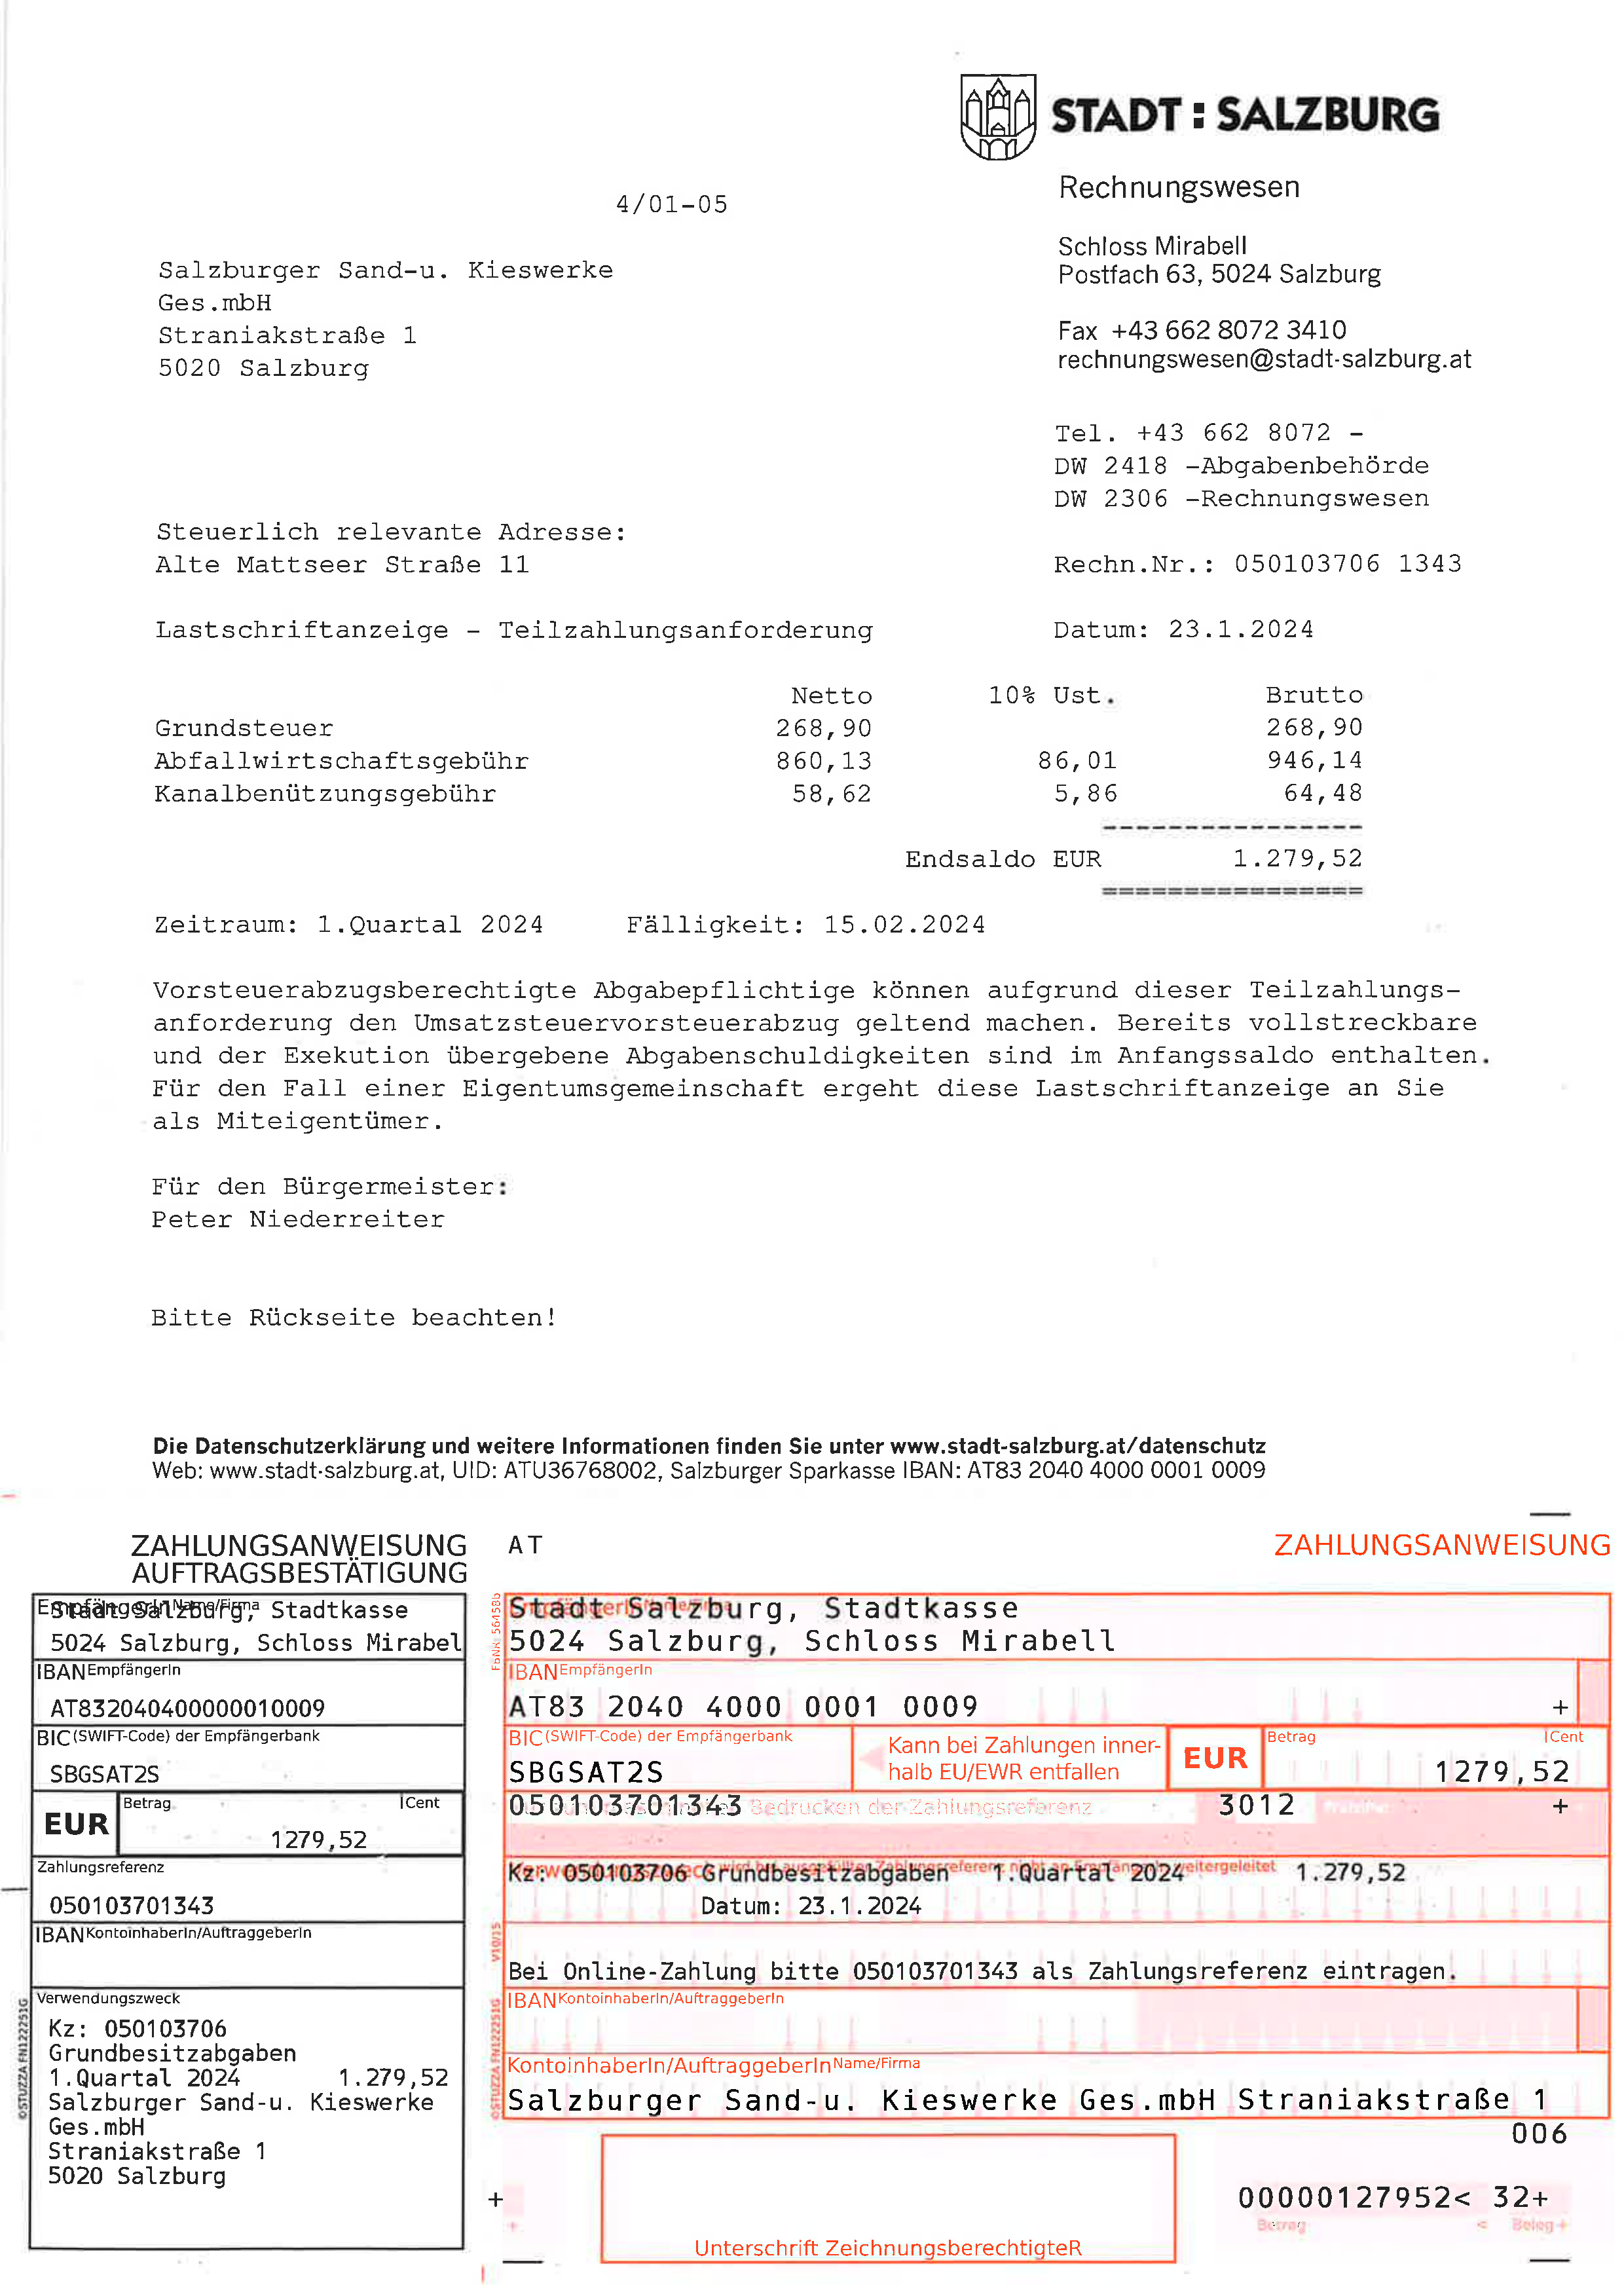 STADT : SALZBURG
Rechnungswesen
4/01-05
Schloss Mirabell
Postfach 63, 5024 Salzburg
Salzburger Sand-u. Kieswerke
Ges.mbH
Straniakstraße 1
5020 Salzburg
Fax +43 662 8072 3410
rechnungswesen@stadt-salzburg.at
Tel. +43 662 8072 -
DW 2418 -Abgabenbehörde
DW 2306 -Rechnungswesen
Steuerlich relevante Adresse:
Alte Mattseer Straße 11 Rechn.Nr.: 050103706 1343
Lastschriftanzeige - Teilzahlungsanforderung Datum: 23.1.2024
Netto 10% Ust. Brutto
Grundsteuer 268,90 268,90
Abfallwirtschaftsgebühr 860,13 86,01 946,14
Kanalbenützungsgebühr 58,62 5,86 64,48
----------------
Endsaldo EUR 1.279,52
================
Zeitraum: 1.Quartal 2024 Fälligkeit: 15.02.2024
Vorsteuerabzugsberechtigte Abgabepflichtige können aufgrund dieser Teilzahlungs-
anforderung den Umsatzsteuervorsteuerabzug geltend machen. Bereits vollstreckbare
und der Exekution übergebene Abgabenschuldigkeiten sind im Anfangssaldo enthalten.
Für den Fall einer Eigentumsgemeinschaft ergeht diese Lastschriftanzeige an Sie
als Miteigentümer.
Für den Bürgermeister:
Peter Niederreiter
Bitte Rückseite beachten!
Die Datenschutzerklärung und weitere Informationen finden Sie unter www.stadt-salzburg.at/datenschutz
Web: www.stadt-salzburg.at, UID: ATU36768002, Salzburger Sparkasse IBAN: AT83 2040 4000 0001 0009
ZAHLUNGSANWEISUNG
AUFTRAGSBESTÄTIGUNG
EmpfängerIn Name/Firma
Stadt Salzburg, Stadtkasse
5024 Salzburg, Schloss Mirabel
IBAN EmpfängerIn
AT832040400000010009
BIC (SWIFT-Code) der Empfängerbank
SBGSAT2S
EUR Betrag Cent
1279,52
Zahlungsreferenz
050103701343
IBAN KontoinhaberIn/AuftraggeberIn
Verwendungszweck
Kz: 050103706
Grundbesitzabgaben
1.Quartal 2024 1.279,52
Salzburger Sand-u. Kieswerke
Ges.mbH
Straniakstraße 1
5020 Salzburg
©STUZZA FN122251G
AT ZAHLUNGSANWEISUNG
EmpfängerIn Name/Firma
Stadt Salzburg, Stadtkasse
5024 Salzburg, Schloss Mirabell
IBAN EmpfängerIn
AT83 2040 4000 0001 0009 +
BIC (SWIFT-Code) der Empfängerbank
SBGSAT2S
Kann bei Zahlungen inner-
halb EU/EWR entfallen
EUR Betrag Cent
1279,52
050103701343 Bedrucken der Zahlungsreferenz 3012 +
Kz: 050103706 Grundbesitzabgaben 1.Quartal 2024 1.279,52
Datum: 23.1.2024
Bei Online-Zahlung bitte 050103701343 als Zahlungsreferenz eintragen.
IBAN KontoinhaberIn/AuftraggeberIn
KontoinhaberIn/AuftraggeberIn Name/Firma
Salzburger Sand-u. Kieswerke Ges.mbH Straniakstraße 1
V10/15
©STUZZA FN122251G
006
+
00000127952< 32+
Betrag < Beleg +
Unterschrift ZeichnungsberechtigteR